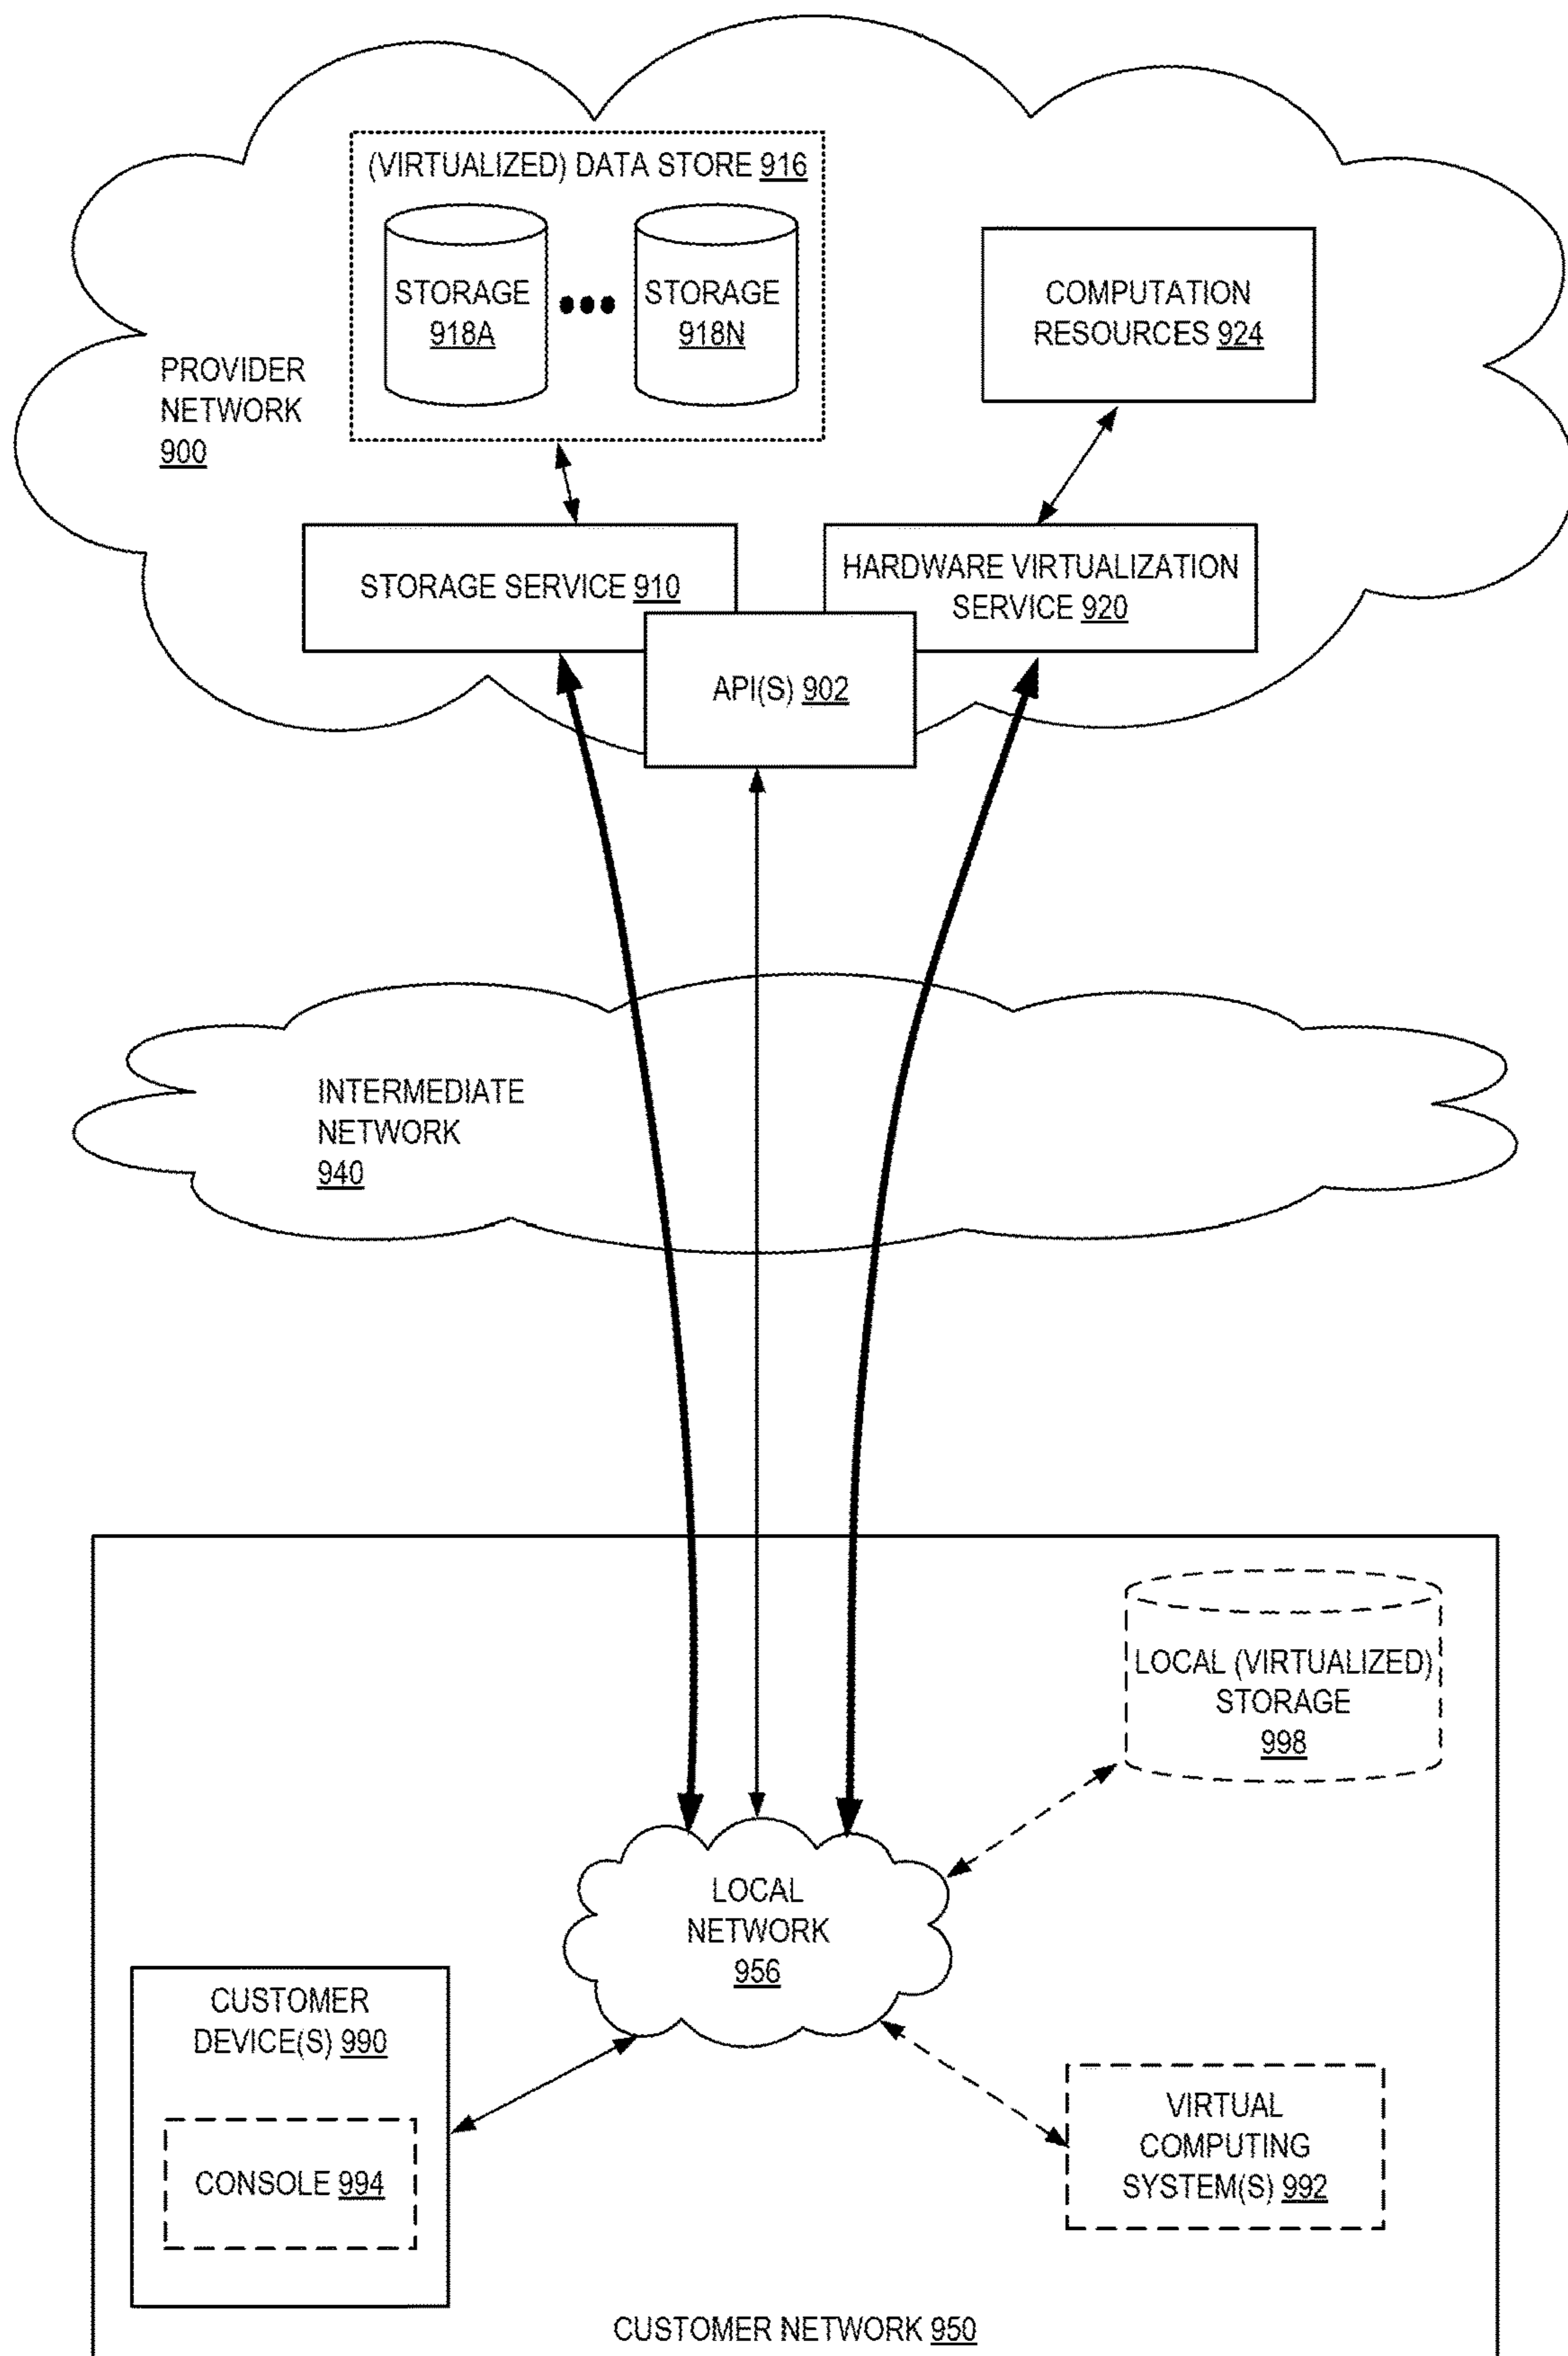 (VIRTUALIZED) DATA STORE 916
STORAGE
918A
STORAGE
918N
COMPUTATION
RESOURCES 924
PROVIDER
NETWORK
900
STORAGE SERVICE 910
HARDWARE VIRTUALIZATION
SERVICE 920
API(S) 902
INTERMEDIATE
NETWORK
940
LOCAL (VIRTUALIZED)
STORAGE
998
LOCAL
NETWORK
956
CUSTOMER
DEVICE(S) 990
CONSOLE 994
VIRTUAL
COMPUTING
SYSTEM(S) 992
CUSTOMER NETWORK 950